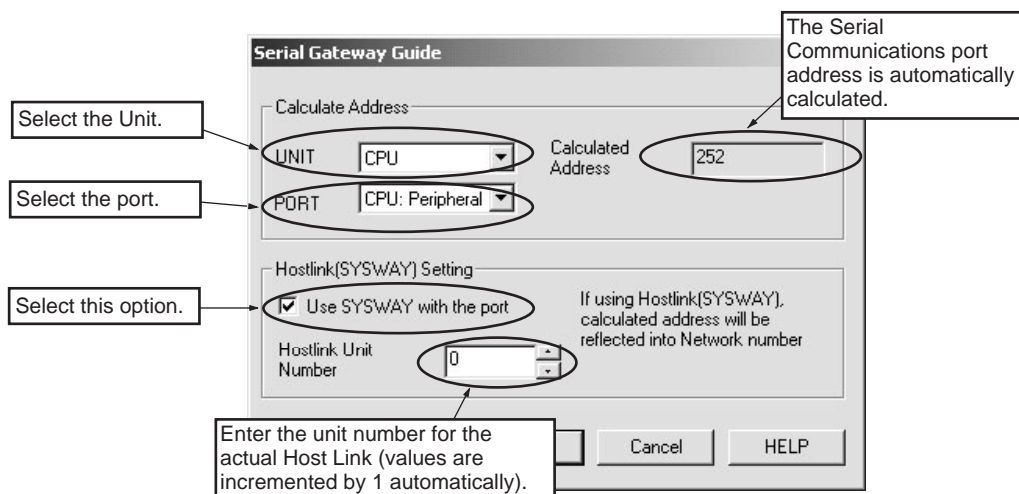 The Serial
Communications port
address is automatically
calculated.
Serial Gateway Guide
Calculate Address
Select the Unit.
UNIT
CPU
Calculated
Address
252
Select the port.
PORT
CPU: Peripheral
Hostlink(SYSWAY) Setting
Select this option.
Use SYSWAY with the port
If using Hostlink(SYSWAY),
calculated address will be
reflected into Network number
Hostlink Unit
Number
0
Enter the unit number for the
actual Host Link (values are
incremented by 1 automatically).
Cancel
HELP